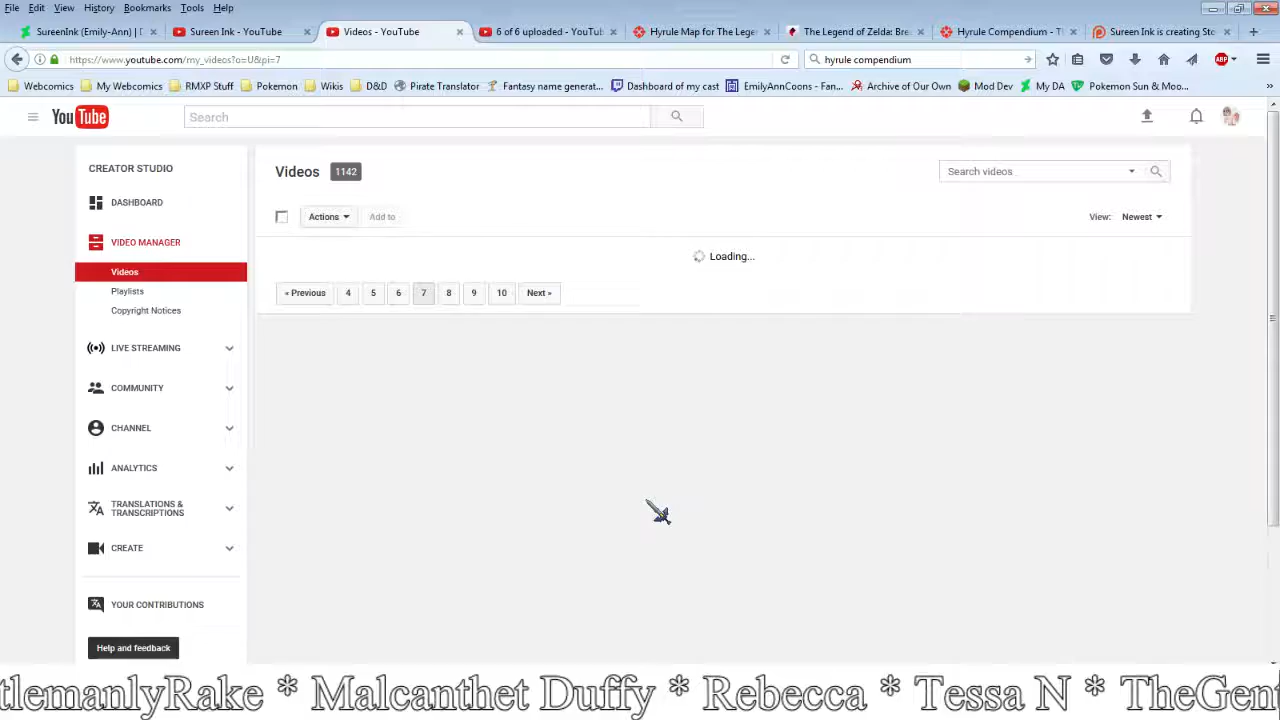 File Edit View History Bookmarks Tools Help
SureenInk (Emily-Ann) | D
Sureen Ink - YouTube
Videos - YouTube
6 of 6 uploaded - YouTu
Hyrule Map for The Lege
The Legend of Zelda: Bre
Hyrule Compendium - T
Sureen Ink is creating Sto
https://www.youtube.com/my_videos?o=U&pi=7
hyrule compendium
ABP
Webcomics My Webcomics RMXP Stuff Pokemon Wikis D&D Pirate Translator Fantasy name generat... Dashboard of my cast EmilyAnnCoons - Fan... Archive of Our Own Mod Dev My DA Pokemon Sun & Moo... »
YouTube
Search
CREATOR STUDIO
DASHBOARD
VIDEO MANAGER
Videos
Playlists
Copyright Notices
LIVE STREAMING
COMMUNITY
CHANNEL
ANALYTICS
TRANSLATIONS &
TRANSCRIPTIONS
CREATE
YOUR CONTRIBUTIONS
Help and feedback
Videos 1142
Search videos
Actions Add to
View: Newest
Loading...
« Previous 4 5 6 7 8 9 10 Next »
tlemanlyRake * Malcanthet Duffy * Rebecca * Tessa N * TheGent